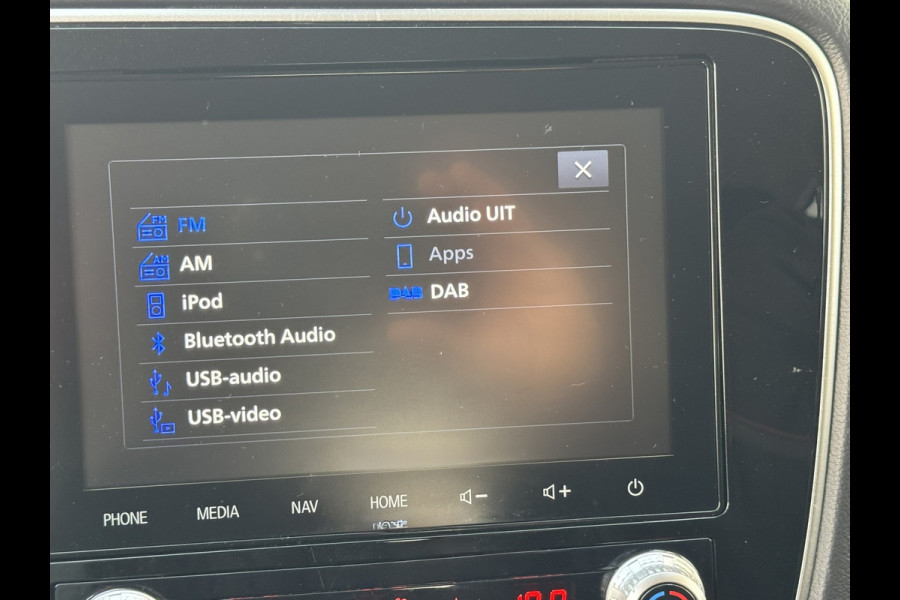 FM
AM
iPod
Bluetooth Audio
USB-audio
USB-video
Audio UIT
Apps
DAB
PHONE MEDIA NAV HOME